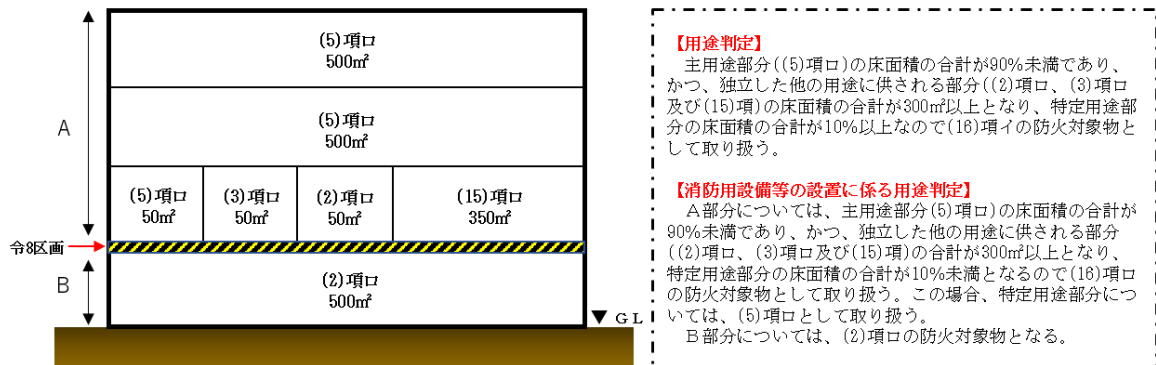 (5)項ロ
500㎡
A
(5)項ロ
500㎡
(5)項ロ
50㎡
(3)項ロ
50㎡
(2)項ロ
50㎡
(15)項ロ
350㎡
令8区画
B
(2)項ロ
500㎡
▼ GL
【用途判定】
主用途部分((5)項ロ)の床面積の合計が90%未満であり、
かつ、独立した他の用途に供される部分((2)項ロ、(3)項ロ
及び(15)項)の床面積の合計が300㎡以上となり、特定用途部
分の床面積の合計が10%以上なので(16)項イの防火対象物と
して取り扱う。
【消防用設備等の設置に係る用途判定】
A部分については、主用途部分(5)項ロ)の床面積の合計が
90%未満であり、かつ、独立した他の用途に供される部分
((2)項ロ、(3)項ロ及び(15)項)の合計が300㎡以上となり、
特定用途部分の床面積の合計が10%未満となるので(16)項ロ
の防火対象物として取り扱う。この場合、特定用途部分につ
いては、(5)項ロとして取り扱う。
B部分については、(2)項ロの防火対象物となる。